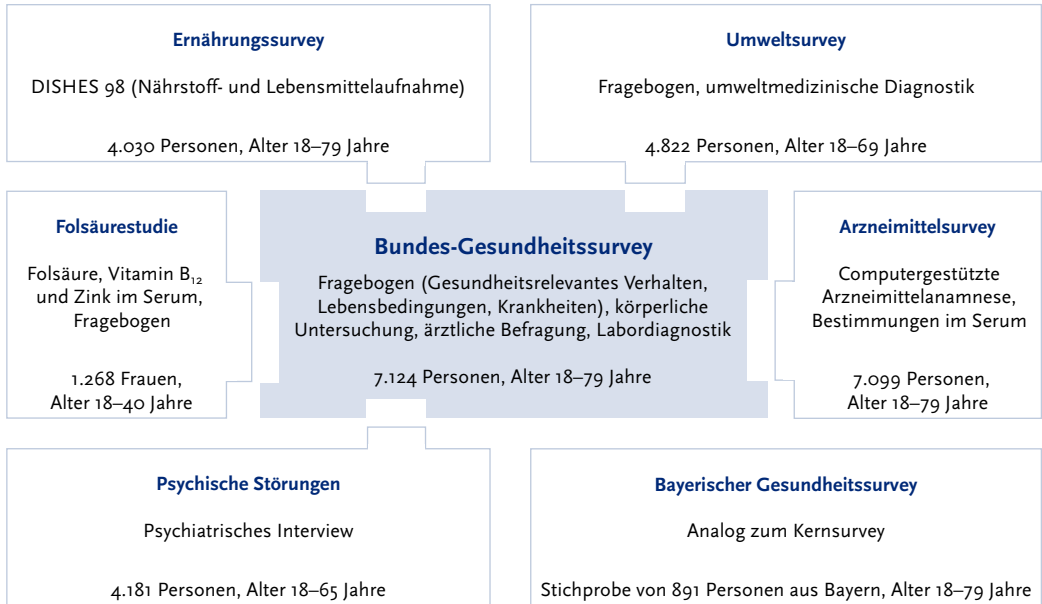 Ernährungssurvey
DISHES 98 (Nährstoff- und Lebensmittelaufnahme)
4.030 Personen, Alter 18–79 Jahre
Umweltsurvey
Fragebogen, umweltmedizinische Diagnostik
4.822 Personen, Alter 18–69 Jahre
Folsäurestudie
Folsäure, Vitamin B₁₂
und Zink im Serum,
Fragebogen
1.268 Frauen,
Alter 18–40 Jahre
Bundes-Gesundheitssurvey
Fragebogen (Gesundheitsrelevantes Verhalten,
Lebensbedingungen, Krankheiten), körperliche
Untersuchung, ärztliche Befragung, Labordiagnostik
7.124 Personen, Alter 18–79 Jahre
Arzneimittelsurvey
Computergestützte
Arzneimittelanamnese,
Bestimmungen im Serum
7.099 Personen,
Alter 18–79 Jahre
Psychische Störungen
Psychiatrisches Interview
4.181 Personen, Alter 18–65 Jahre
Bayerischer Gesundheitssurvey
Analog zum Kernsurvey
Stichprobe von 891 Personen aus Bayern, Alter 18–79 Jahre